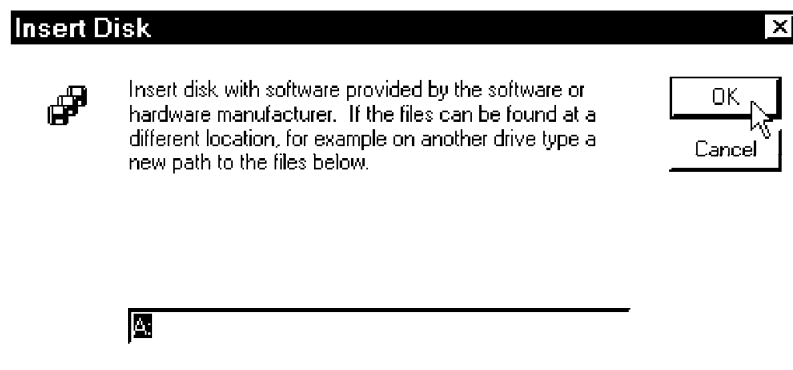 Insert Disk
Insert disk with software provided by the software or
hardware manufacturer. If the files can be found at a
different location, for example on another drive type a
new path to the files below.
OK
Cancel
A: